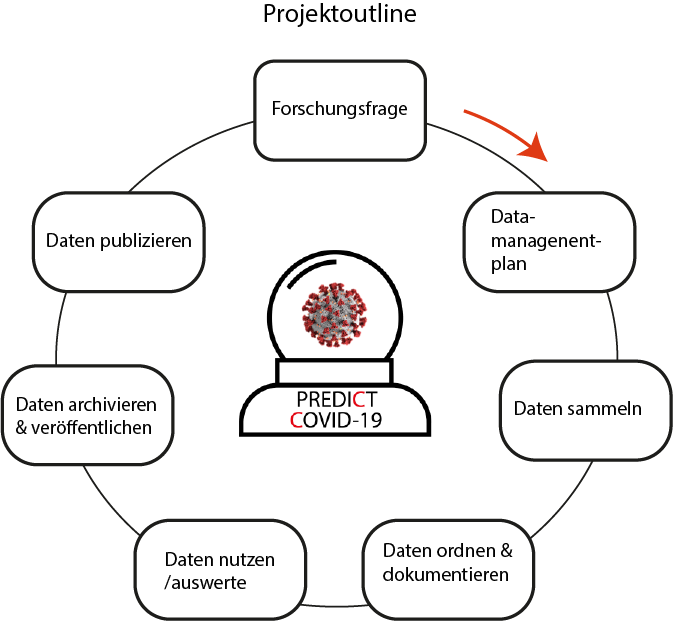 Projektoutline
Forschungsfrage
Data-
managenent-
plan
Daten sammeln
Daten ordnen &
dokumentieren
Daten nutzen
/auswerte
Daten archivieren
& veröffentlichen
Daten publizieren
PREDICT
COVID-19